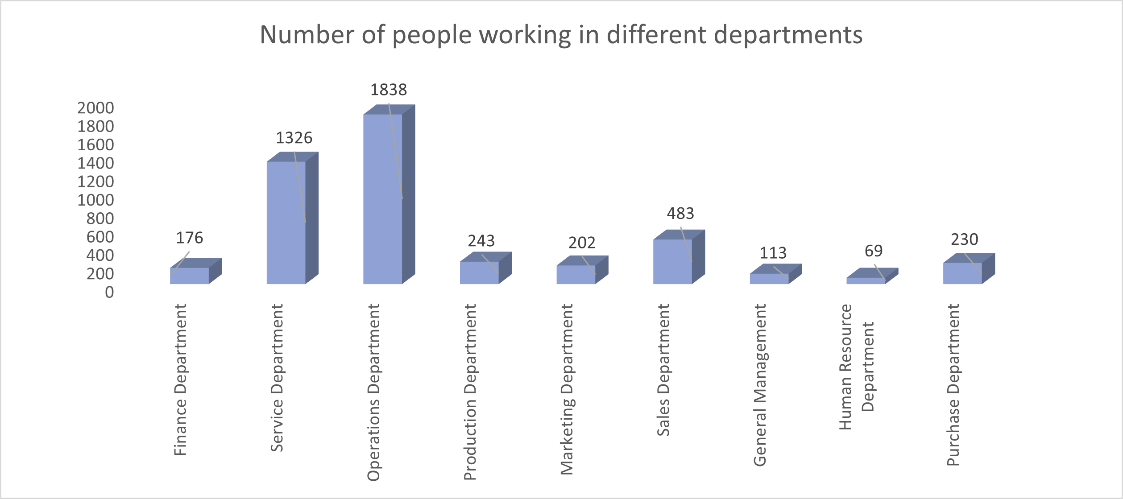 Number of people working in different departments
2000
1800
1600
1400
1200
1000
800
600
400
200
0
176
1326
1838
243
202
483
113
69
230
Finance Department
Service Department
Operations Department
Production Department
Marketing Department
Sales Department
General Management
Human Resource
Department
Purchase Department